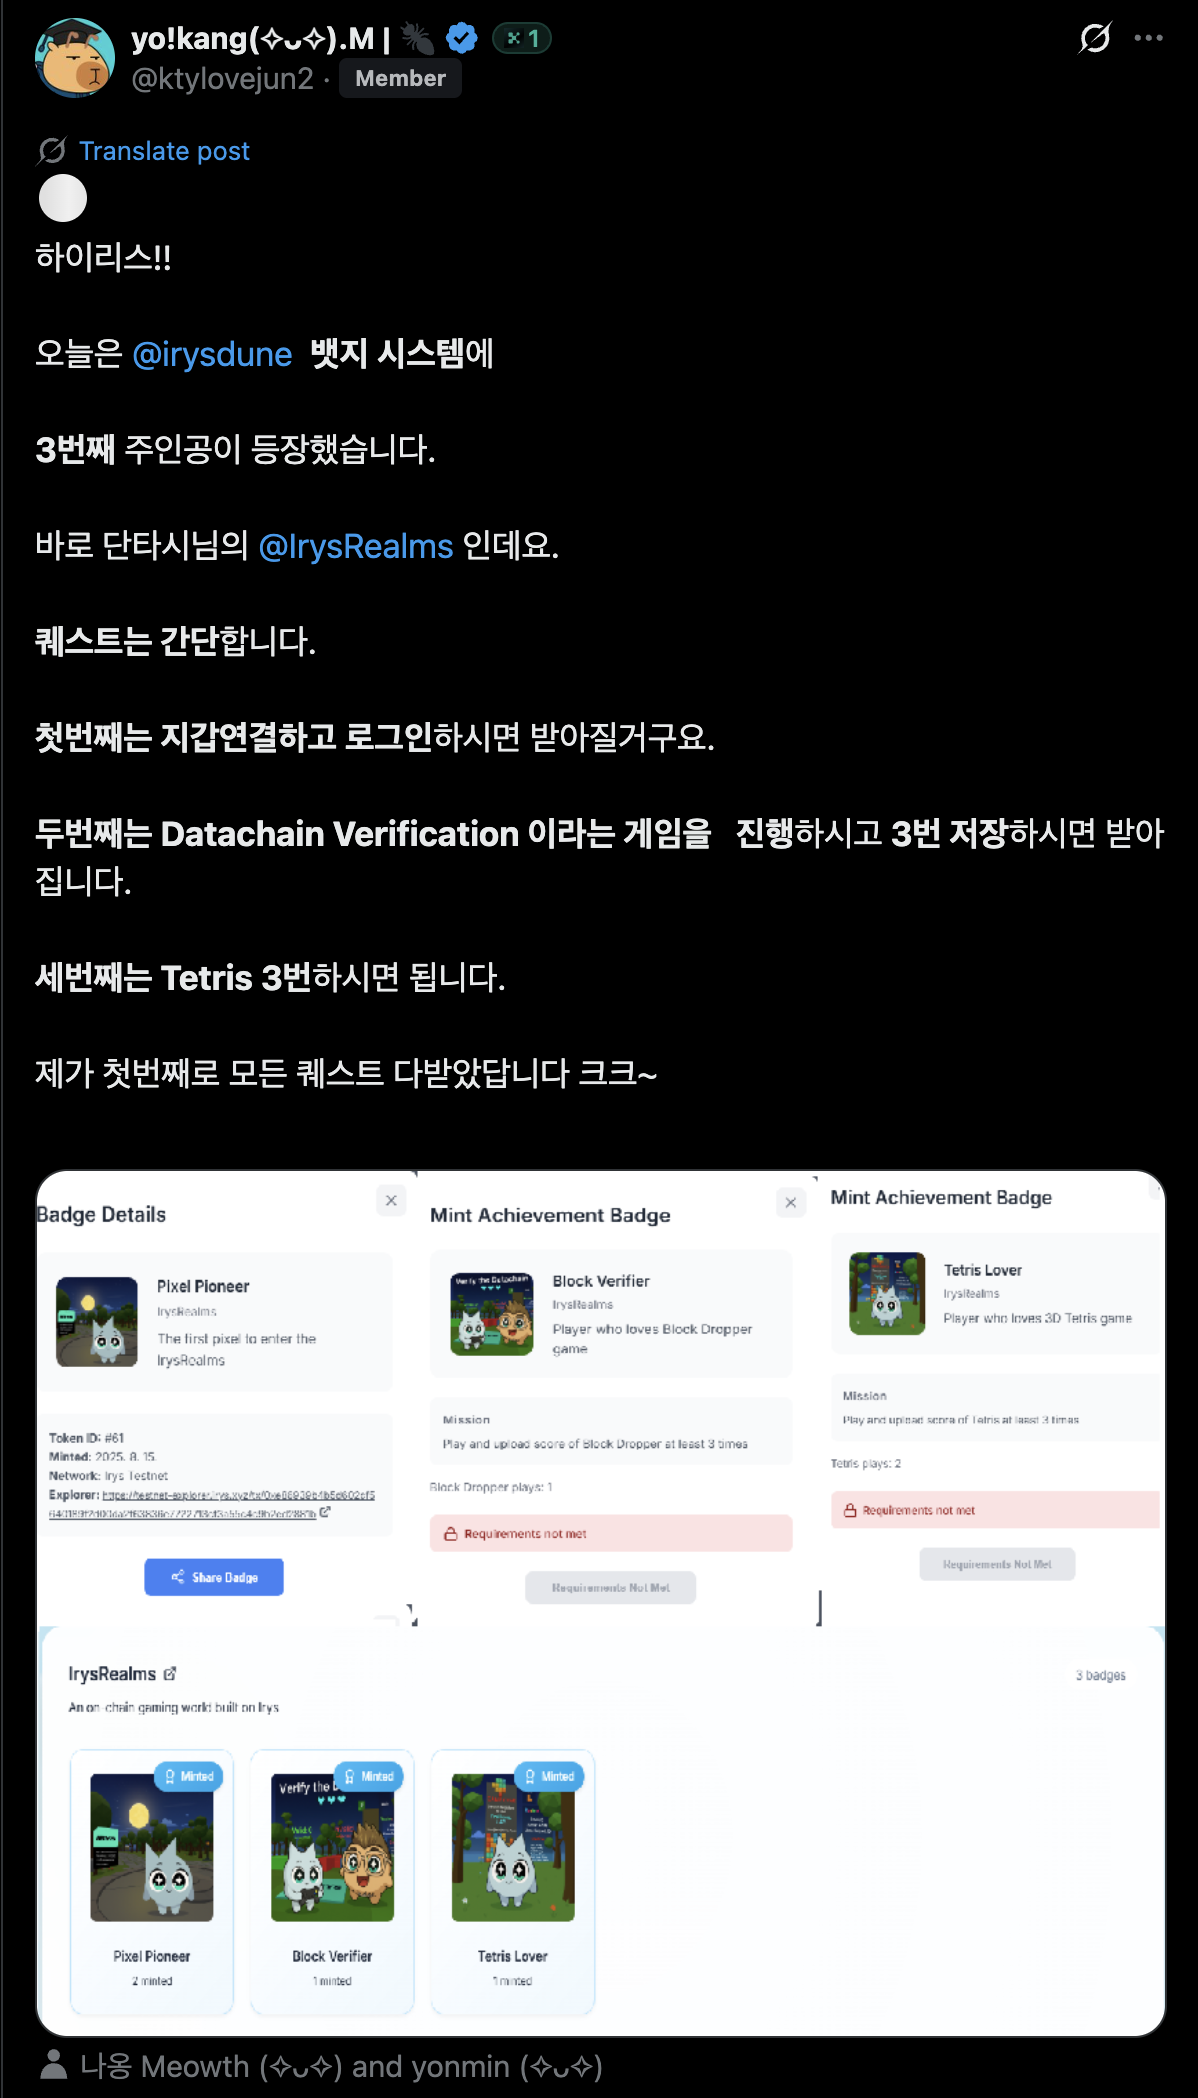 yo!kang(✧ᴗ✧).M | 🐜 1
@ktylovejun2 · Member
Translate post
하이리스!!
오늘은 @irysdune 뱃지 시스템에
3번째 주인공이 등장했습니다.
바로 단타시님의 @IrysRealms 인데요.
퀘스트는 간단합니다.
첫번째는 지갑연결하고 로그인하시면 받아질거구요.
두번째는 Datachain Verification 이라는 게임을 진행하시고 3번 저장하시면 받아
집니다.
세번째는 Tetris 3번하시면 됩니다.
제가 첫번째로 모든 퀘스트 다받았답니다 크크~
Badge Details
Pixel Pioneer
IrysRealms
The first pixel to enter the
IrysRealms
Token ID: #61
Minted: 2025. 8. 15.
Network: Irys Testnet
Explorer:
Share Badge
Mint Achievement Badge
Verify the Datachain
Block Verifier
IrysRealms
Player who loves Block Dropper
game
Mission
Play and upload score of Block Dropper at least 3 times
Block Dropper plays: 1
Requirements not met
Requirements Not Met
Mint Achievement Badge
Tetris Lover
IrysRealms
Player who loves 3D Tetris game
Mission
Play and upload score of Tetris at least 3 times
Tetris plays: 2
Requirements not met
Requirements Not Met
IrysRealms
3 badges
An on-chain gaming world built on Irys
Minted
Pixel Pioneer
2 minted
Verify the
Minted
Block Verifier
1 minted
Minted
Tetris Lover
1 minted
나옹 Meowth (✧ᴗ✧) and yonmin (✧ᴗ✧)